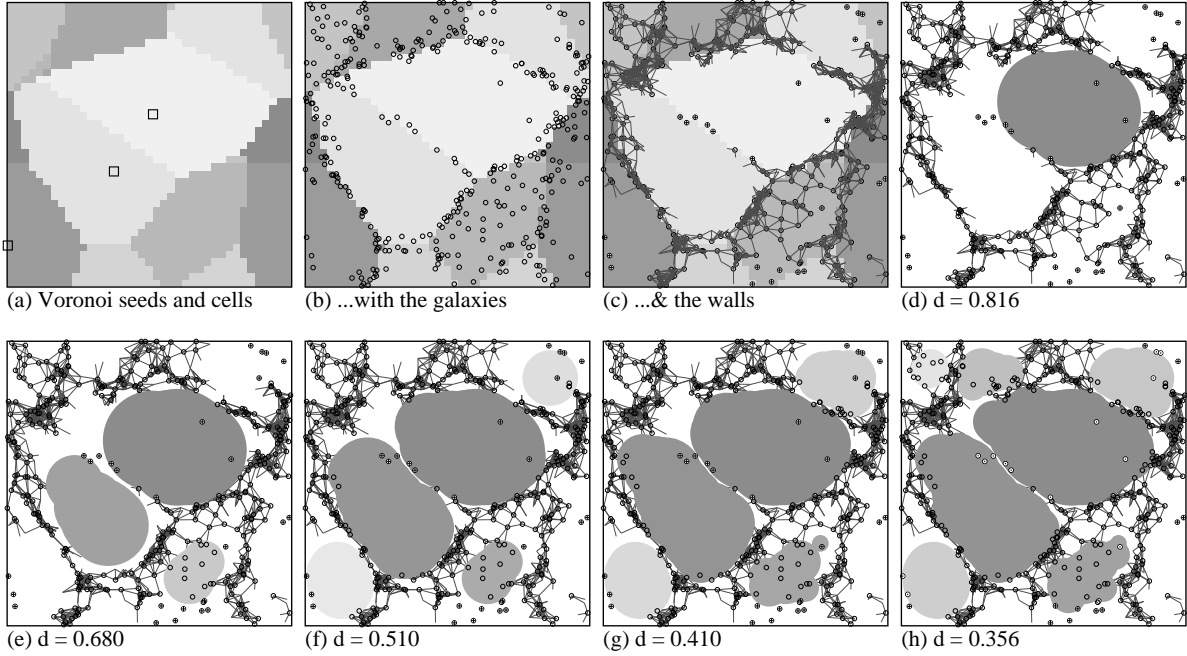 (a) Voronoi seeds and cells
(b) ...with the galaxies
(c) ...& the walls
(d) d = 0.816
(e) d = 0.680
(f) d = 0.510
(g) d = 0.410
(h) d = 0.356